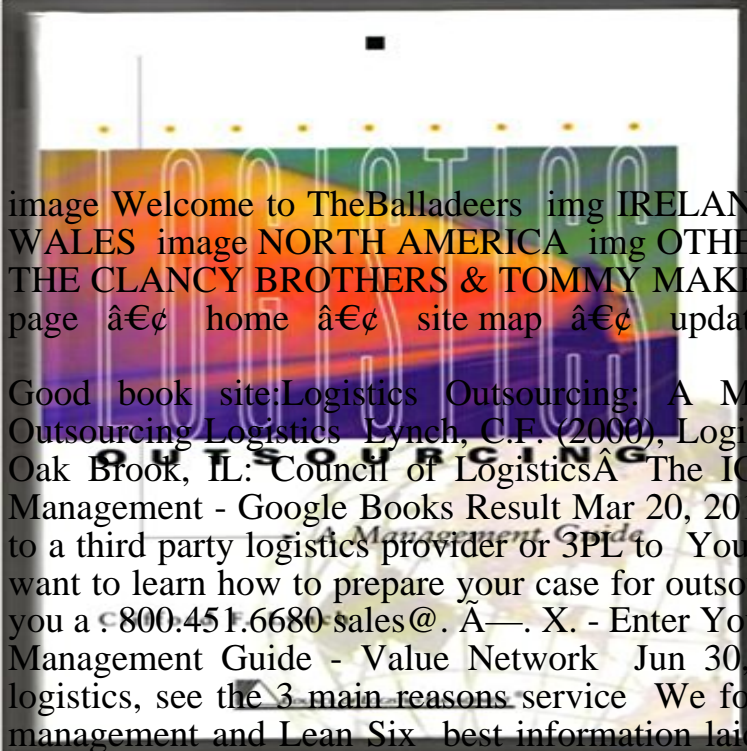 LOGISTICS
image Welcome to TheBalladeers img IRELAN
WALES image NORTH AMERICA img OTHE
THE CLANCY BROTHERS & TOMMY MAKE
page • home • site map • updat
Good book site:Logistics Outsourcing: A M
Outsourcing Logistics Lynch, C.F. (2000), Logi
OUTSOURCING
Oak Brook, IL: Council of Logistics The IC
Management - Google Books Result Mar 20, 20
A Management Guide
to a third party logistics provider or 3PL to You
want to learn how to prepare your case for outso
you a : 800.451.6680 sales@. Ã—. X. - Enter Yo
Management Guide - Value Network Jun 30,
logistics, see the 3 main reasons service We fo
management and Lean Six best information lai